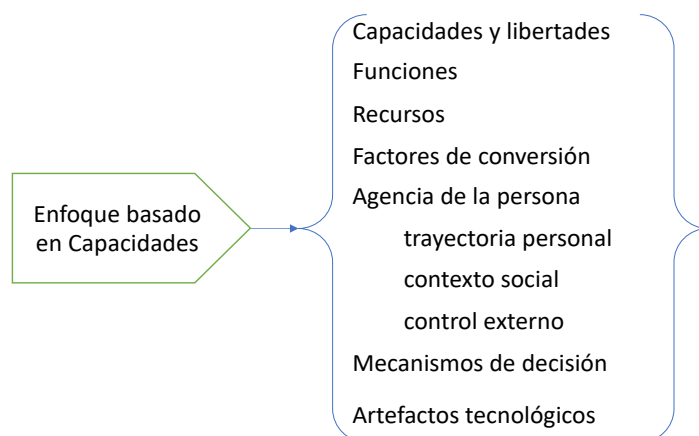 Enfoque basado
en Capacidades
Capacidades y libertades
Funciones
Recursos
Factores de conversión
Agencia de la persona
trayectoria personal
contexto social
control externo
Mecanismos de decisión
Artefactos tecnológicos